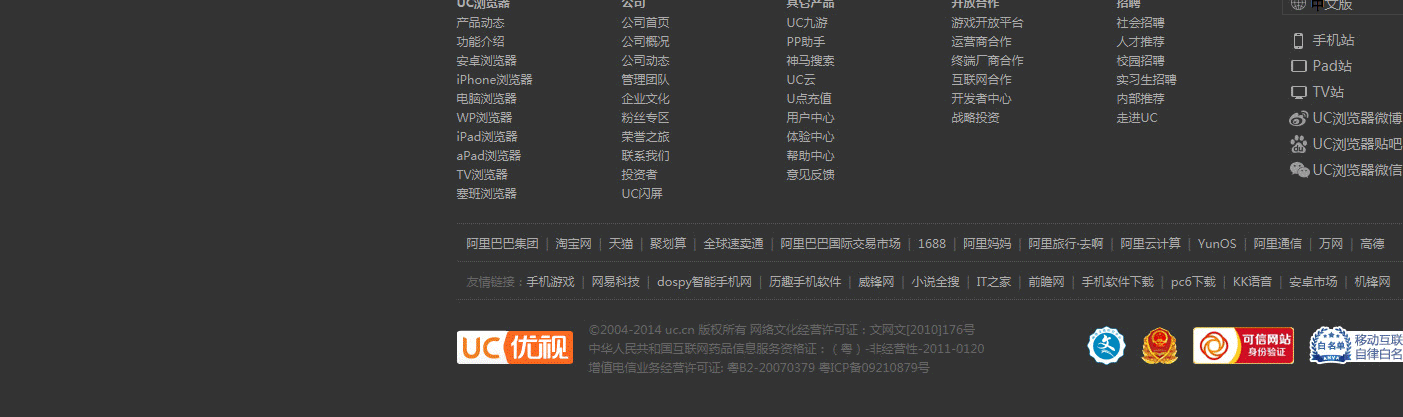 UC浏览器
产品动态
功能介绍
安卓浏览器
iPhone浏览器
电脑浏览器
WP浏览器
iPad浏览器
aPad浏览器
TV浏览器
塞班浏览器
公司
公司首页
公司概况
公司动态
管理团队
企业文化
粉丝专区
荣誉之旅
联系我们
投资者
UC闪屏
其它产品
UC九游
PP助手
神马搜索
UC云
U点充值
用户中心
体验中心
帮助中心
意见反馈
开放合作
游戏开放平台
运营商合作
终端厂商合作
互联网合作
开发者中心
战略投资
招聘
社会招聘
人才推荐
校园招聘
实习生招聘
内部推荐
走进UC
中文版
手机站
Pad站
TV站
UC浏览器微博
UC浏览器贴吧
UC浏览器微信
阿里巴巴集团 | 淘宝网 | 天猫 | 聚划算 | 全球速卖通 | 阿里巴巴国际交易市场 | 1688 | 阿里妈妈 | 阿里旅行·去啊 | 阿里云计算 | YunOS | 阿里通信 | 万网 | 高德
友情链接：手机游戏 | 网易科技 | dospy智能手机网 | 历趣手机软件 | 威锋网 | 小说全搜 | IT之家 | 前瞻网 | 手机软件下载 | pc6下载 | KK语音 | 安卓市场 | 机锋网
UC优视
©2004-2014 uc.cn 版权所有 网络文化经营许可证：文网文[2010]176号
中华人民共和国互联网药品信息服务资格证：（粤）-非经营性-2011-0120
增值电信业务经营许可证: 粤B2-20070379 粤ICP备09210879号
可信网站
身份验证
白名单
移动互联
自律白名